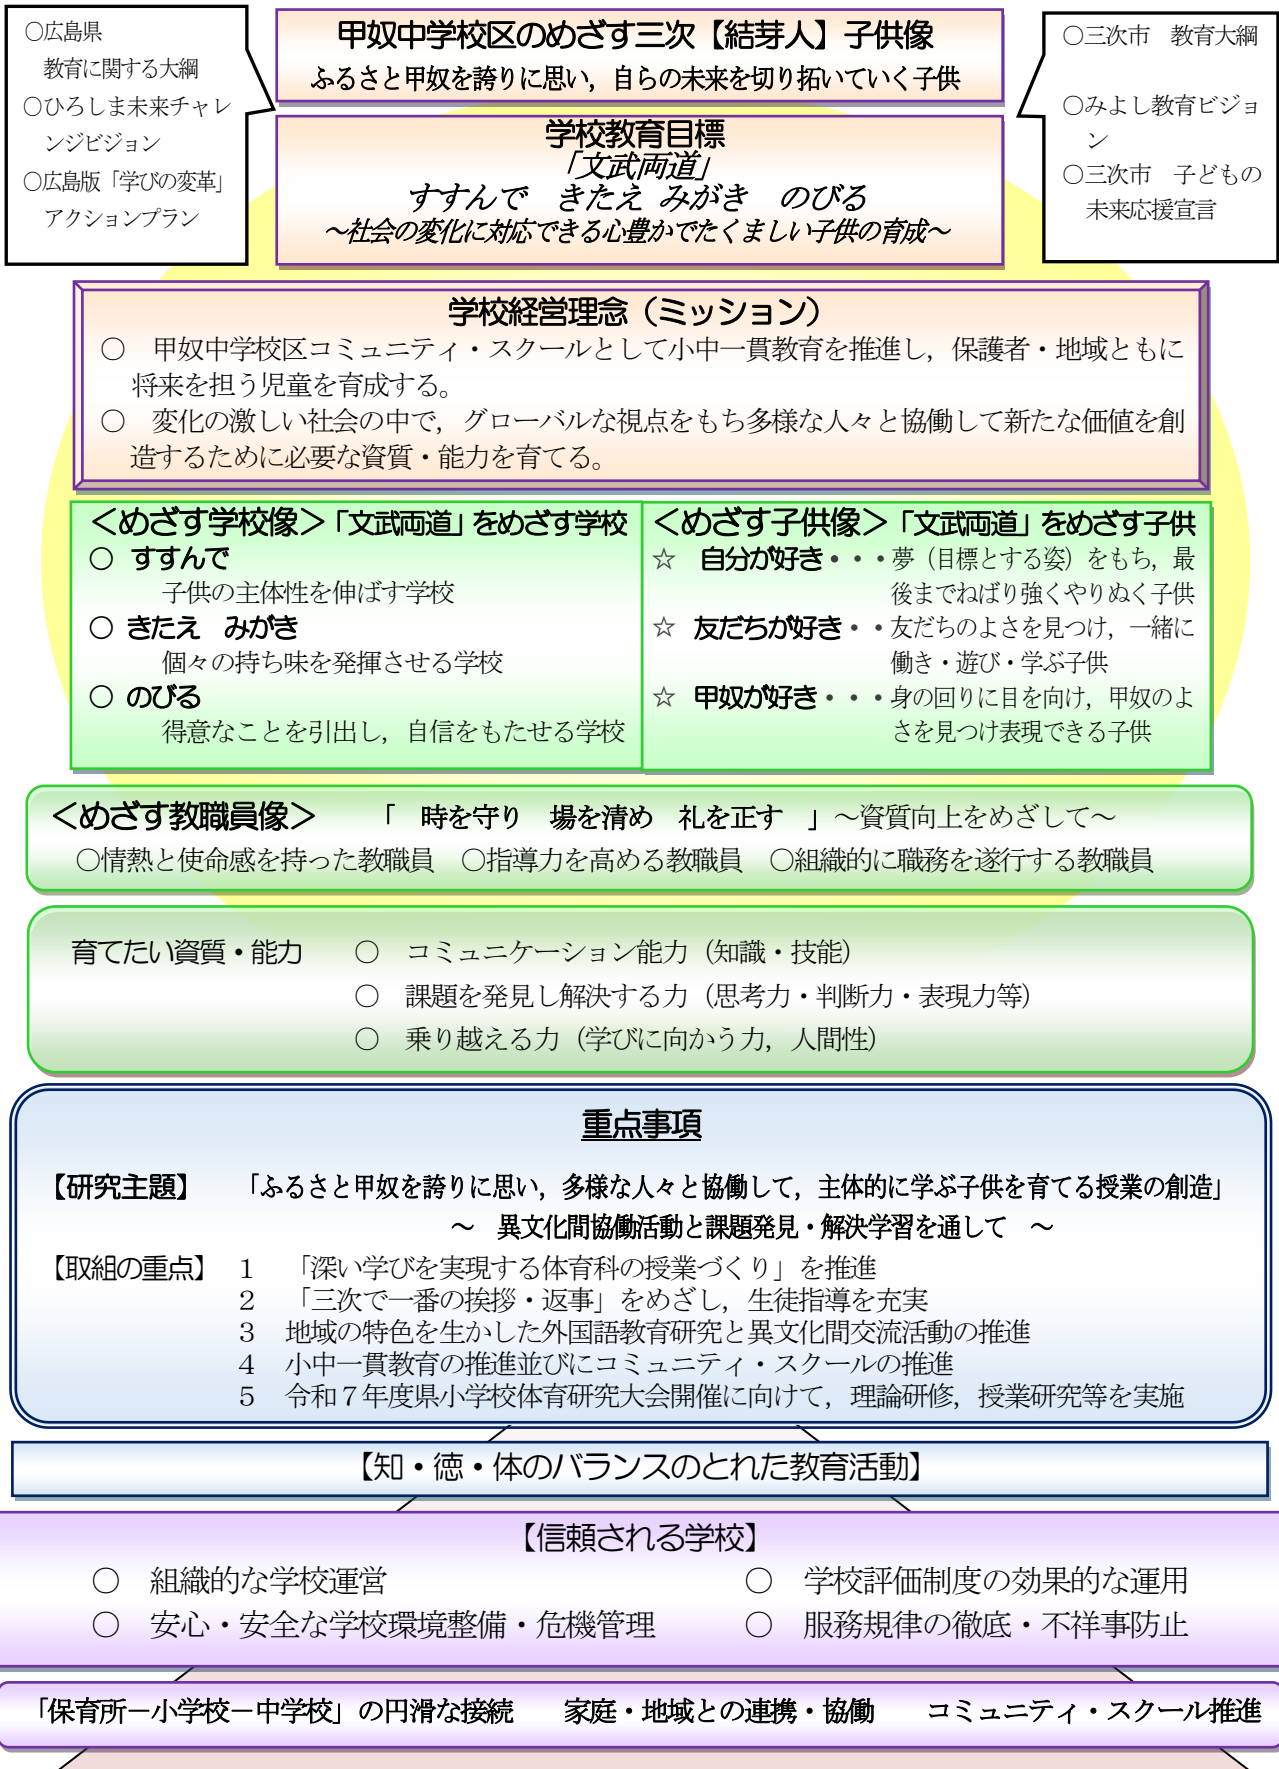 ○広島県
教育に関する大綱
○ひろしま未来チャレ
ンジビジョン
○広島版「学びの変革」
アクションプラン
甲奴中学校区のめざす三次【結芽人】子供像
ふるさと甲奴を誇りに思い，自らの未来を切り拓いていく子供
○三次市　教育大綱
○みよし教育ビジョ
ン
○三次市　子どもの
未来応援宣言
学校教育目標
「文武両道」
すすんで　きたえ みがき　のびる
～社会の変化に対応できる心豊かでたくましい子供の育成～
学校経営理念（ミッション）
○　甲奴中学校区コミュニティ・スクールとして小中一貫教育を推進し，保護者・地域ともに
将来を担う児童を育成する。
○　変化の激しい社会の中で，グローバルな視点をもち多様な人々と協働して新たな価値を創
造するために必要な資質・能力を育てる。
＜めざす学校像＞「文武両道」をめざす学校
○　すすんで
子供の主体性を伸ばす学校
○ きたえ　みがき
個々の持ち味を発揮させる学校
○ のびる
得意なことを引出し，自信をもたせる学校
＜めざす子供像＞「文武両道」をめざす子供
☆　自分が好き・・・夢（目標とする姿）をもち，最
後までねばり強くやりぬく子供
☆　友だちが好き・・友だちのよさを見つけ，一緒に
働き・遊び・学ぶ子供
☆　甲奴が好き・・・身の回りに目を向け，甲奴のよ
さを見つけ表現できる子供
＜めざす教職員像＞　「　時を守り　場を清め　礼を正す　」～資質向上をめざして～
○情熱と使命感を持った教職員　○指導力を高める教職員　○組織的に職務を遂行する教職員
育てたい資質・能力　○　コミュニケーション能力（知識・技能）
○　課題を発見し解決する力（思考力・判断力・表現力等）
○　乗り越える力（学びに向かう力，人間性）
重点事項
【研究主題】　「ふるさと甲奴を誇りに思い，多様な人々と協働して，主体的に学ぶ子供を育てる授業の創造」
～　異文化間協働活動と課題発見・解決学習を通して　～
【取組の重点】　１　「深い学びを実現する体育科の授業づくり」を推進
２　「三次で一番の挨拶・返事」をめざし，生徒指導を充実
３　地域の特色を生かした外国語教育研究と異文化間交流活動の推進
４　小中一貫教育の推進並びにコミュニティ・スクールの推進
５　令和７年度県小学校体育研究大会開催に向けて，理論研修，授業研究等を実施
【知・徳・体のバランスのとれた教育活動】
【信頼される学校】
○　組織的な学校運営　○　学校評価制度の効果的な運用
○　安心・安全な学校環境整備・危機管理　○　服務規律の徹底・不祥事防止
「保育所－小学校－中学校」の円滑な接続　家庭・地域との連携・協働　コミュニティ・スクール推進